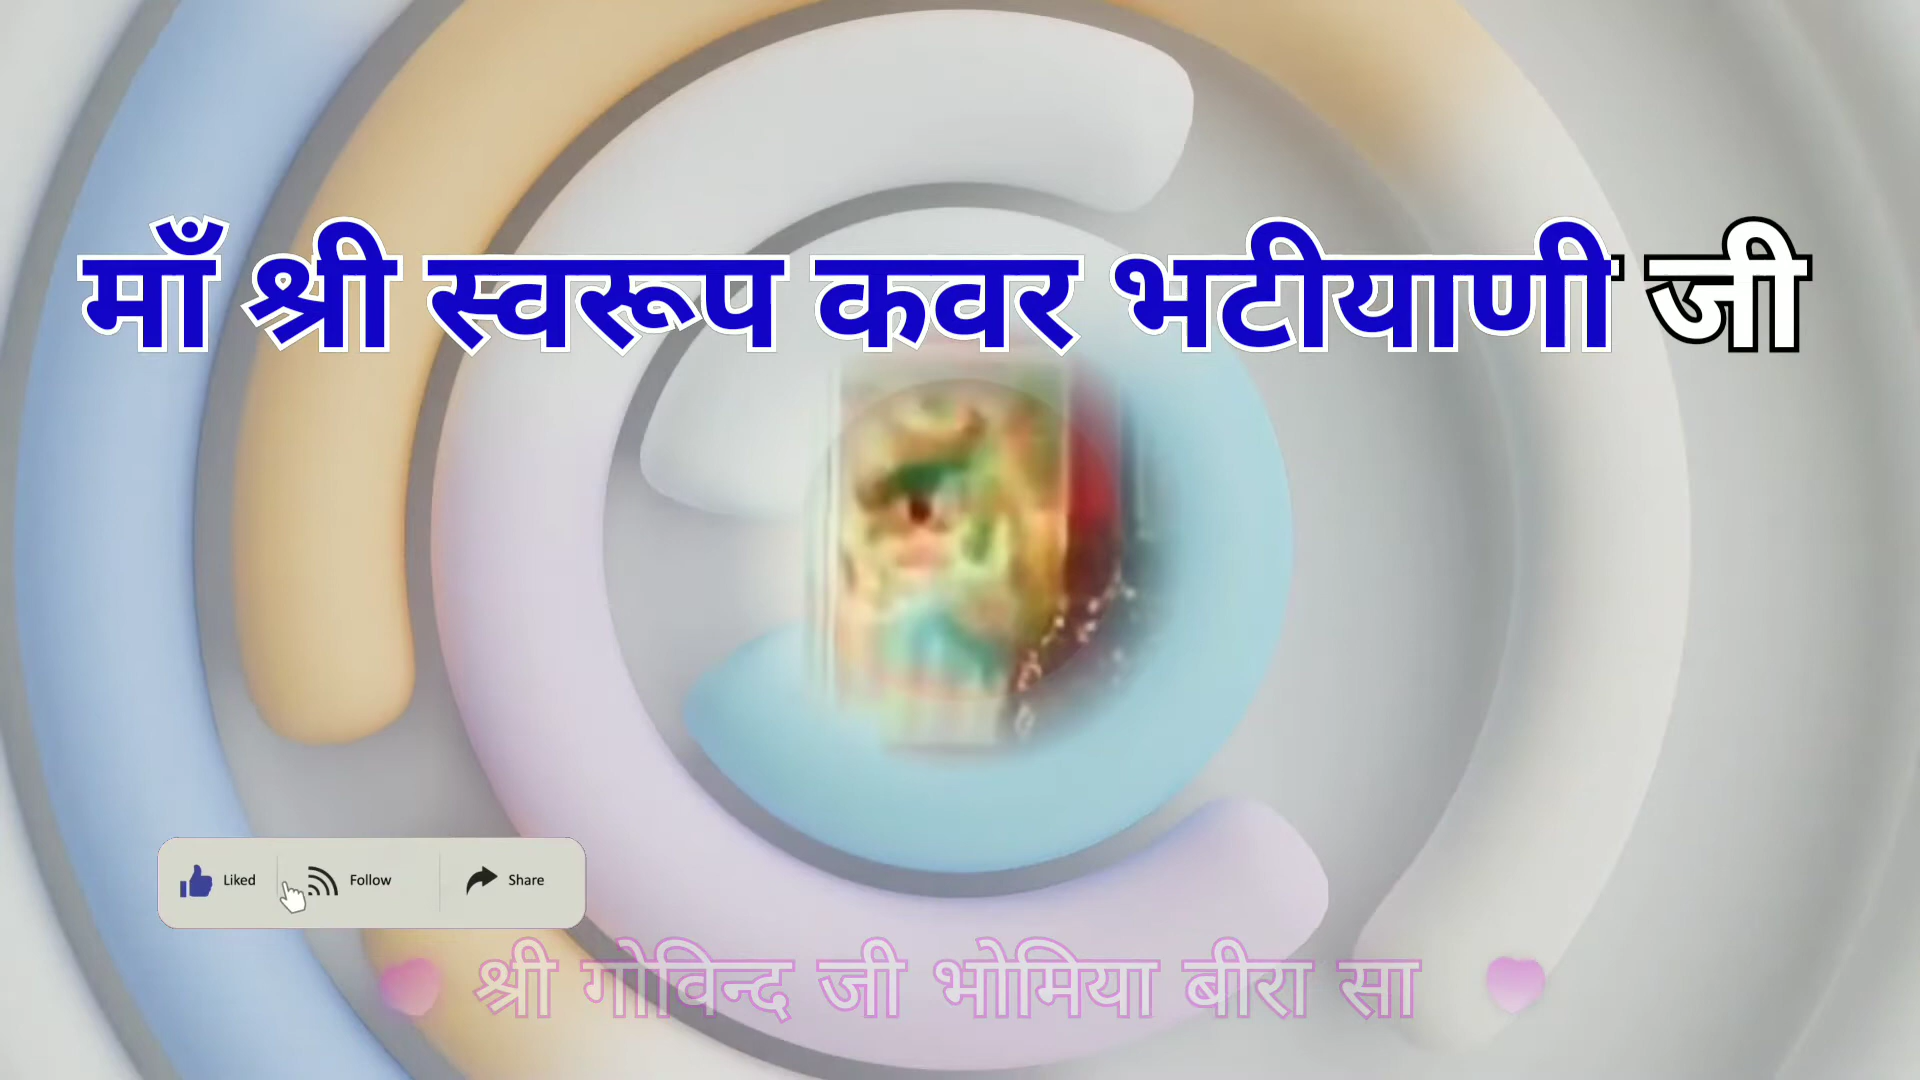 माँ श्री स्वरूप कवर भटीयाणी जी
Liked Follow Share
श्री गोविन्द जी भोमिया बीरा सा